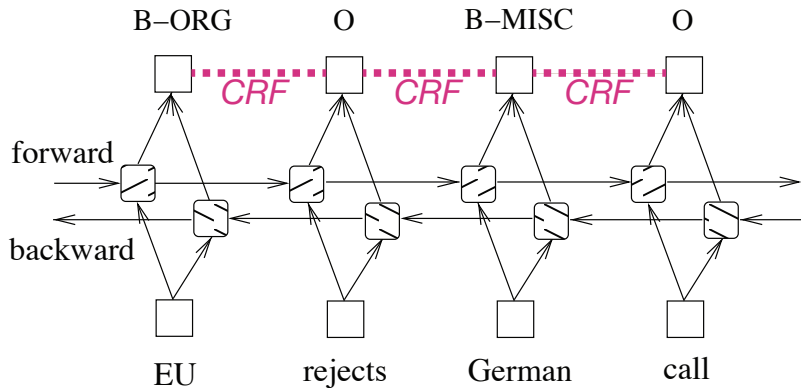 B–ORG O B–MISC O
CRF CRF CRF
forward
backward
EU rejects German call